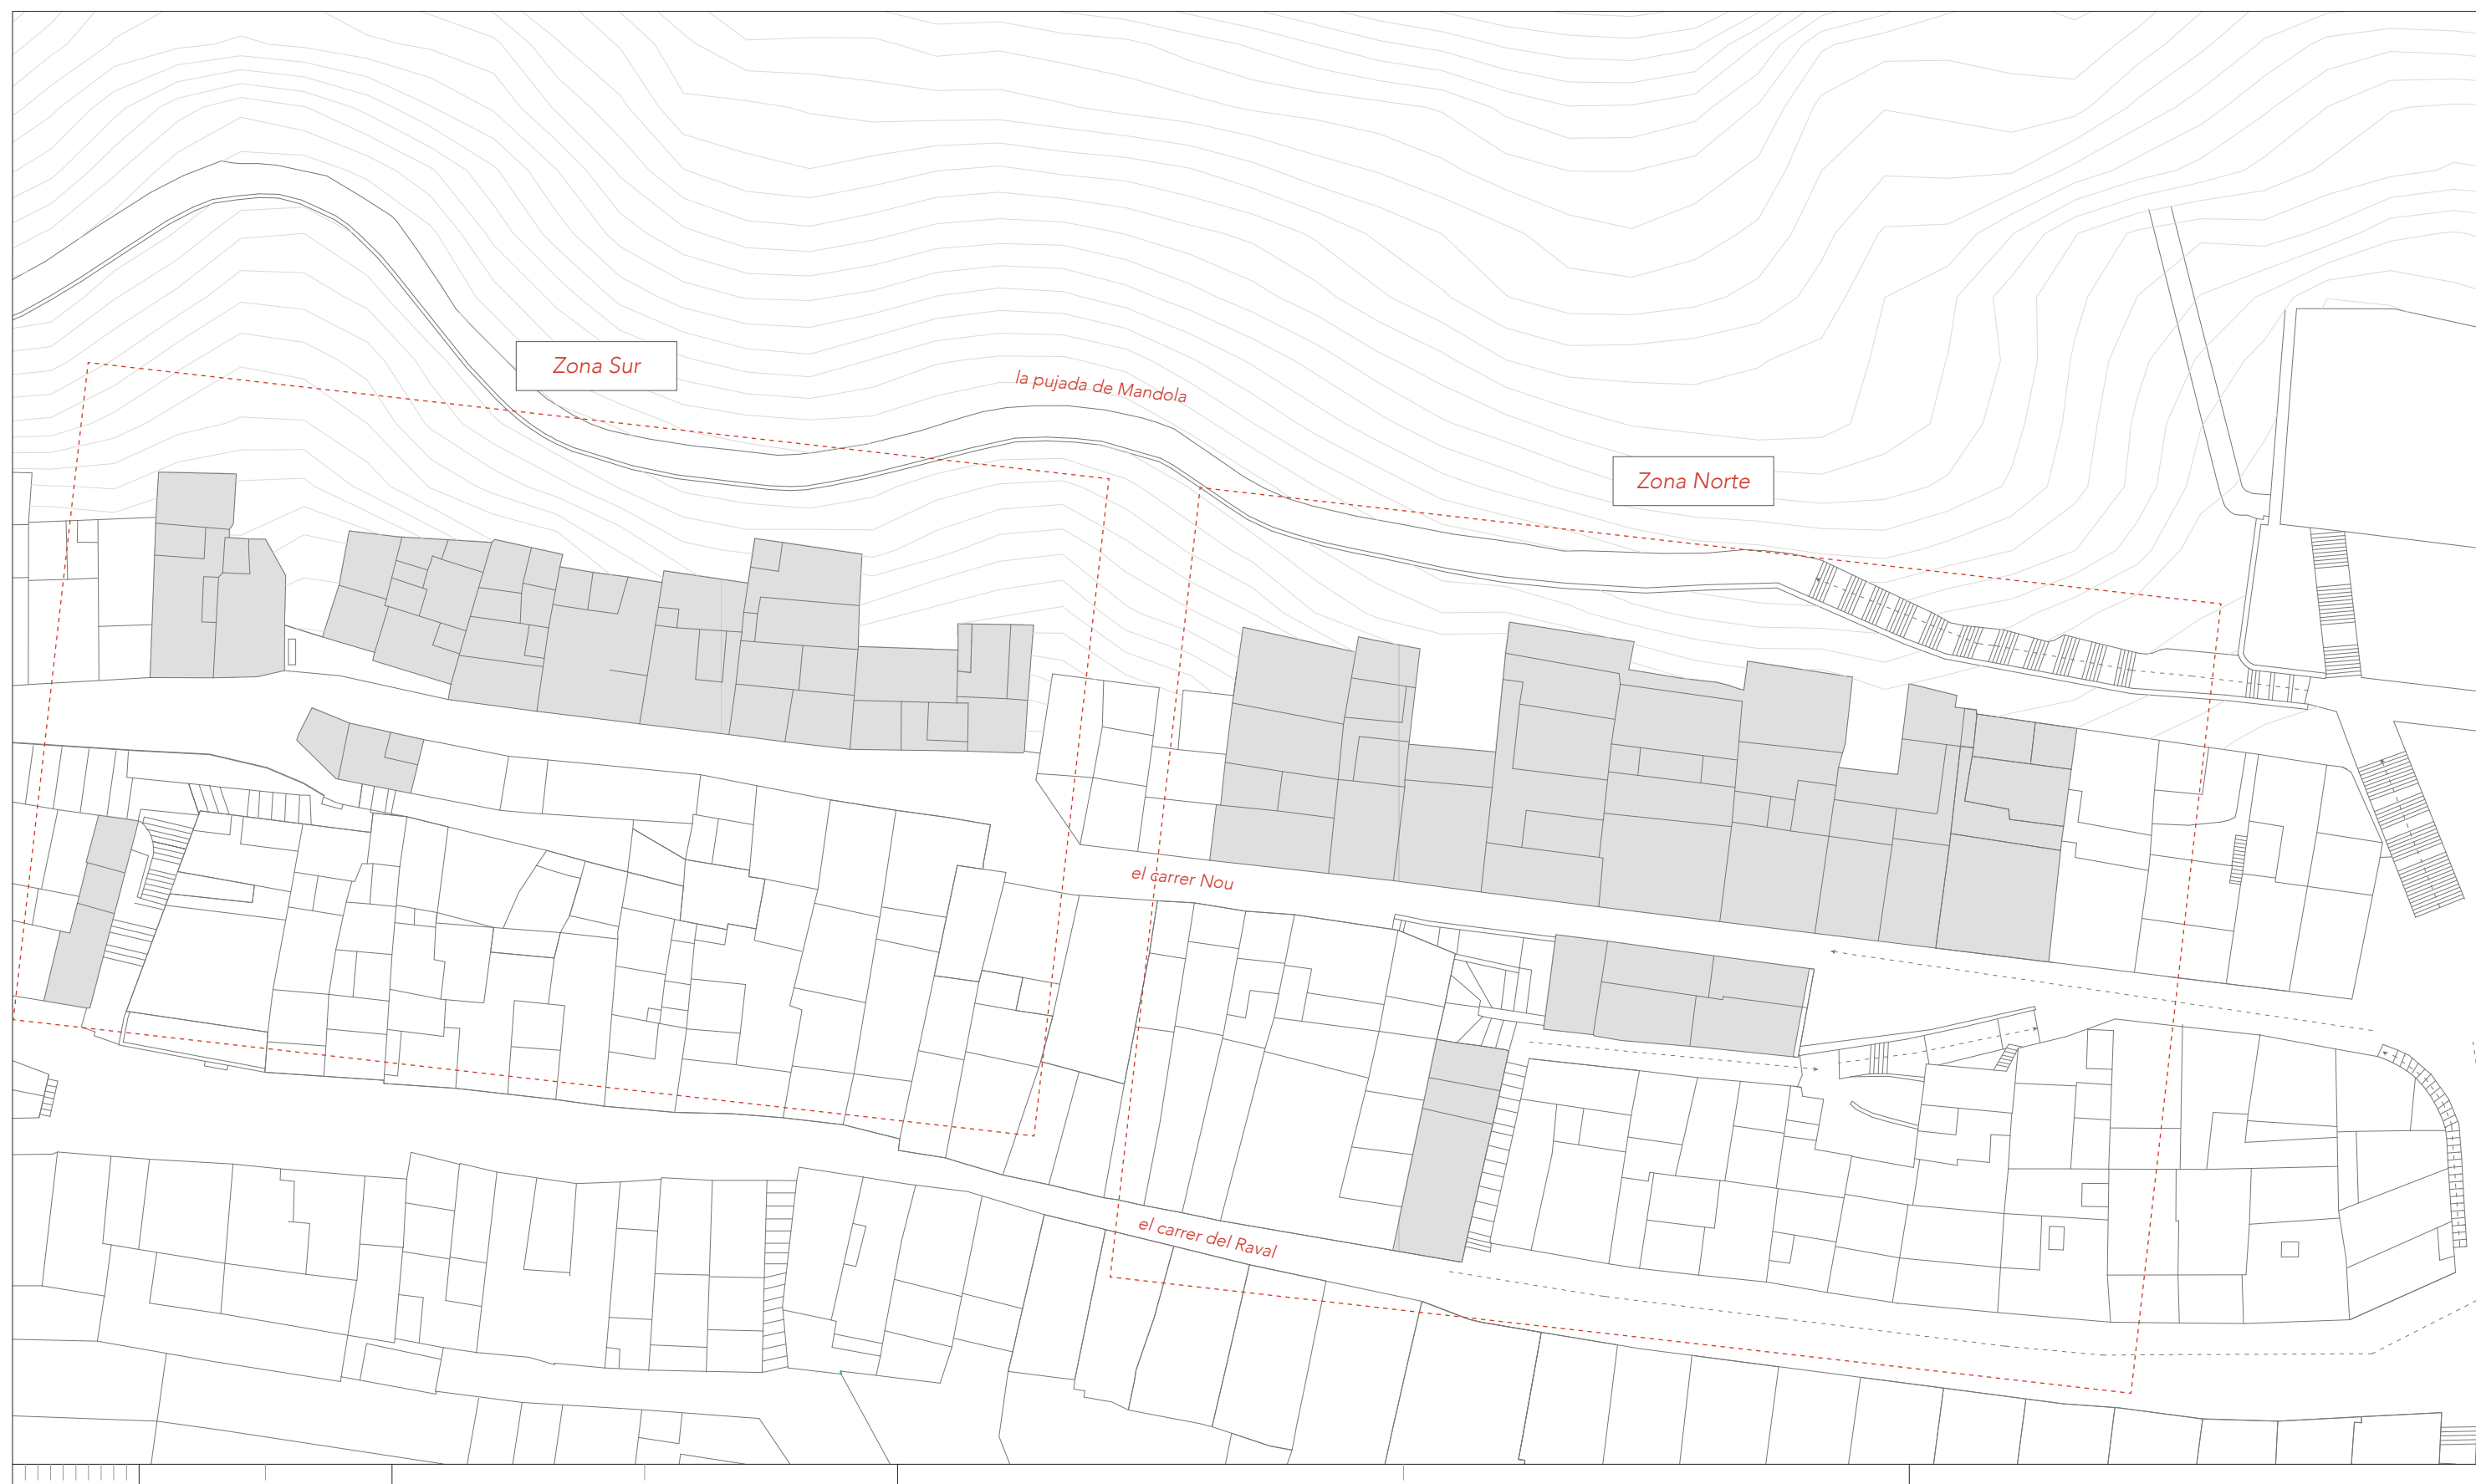 Zona Sur
la pujada de Mandola
Zona Norte
el carrer Nou
el carrer del Raval